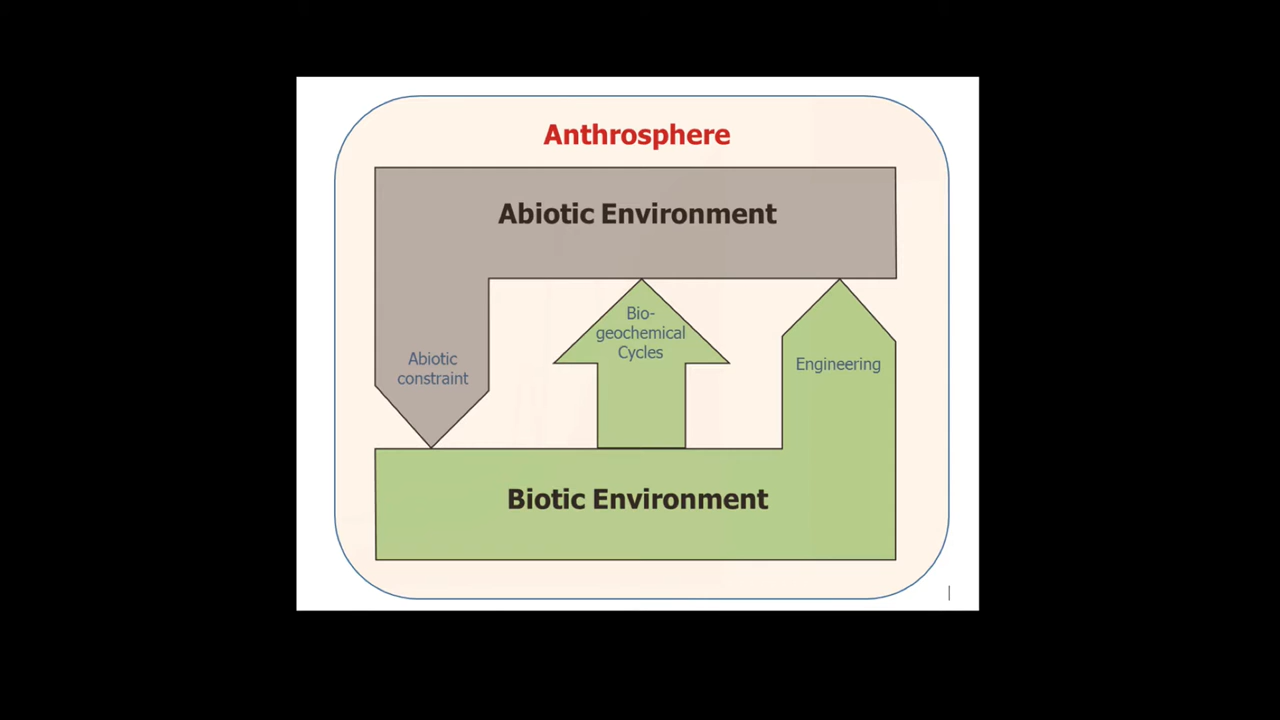 Anthrosphere
Abiotic Environment
Bio-
geochemical
Cycles
Abiotic
constraint
Engineering
Biotic Environment